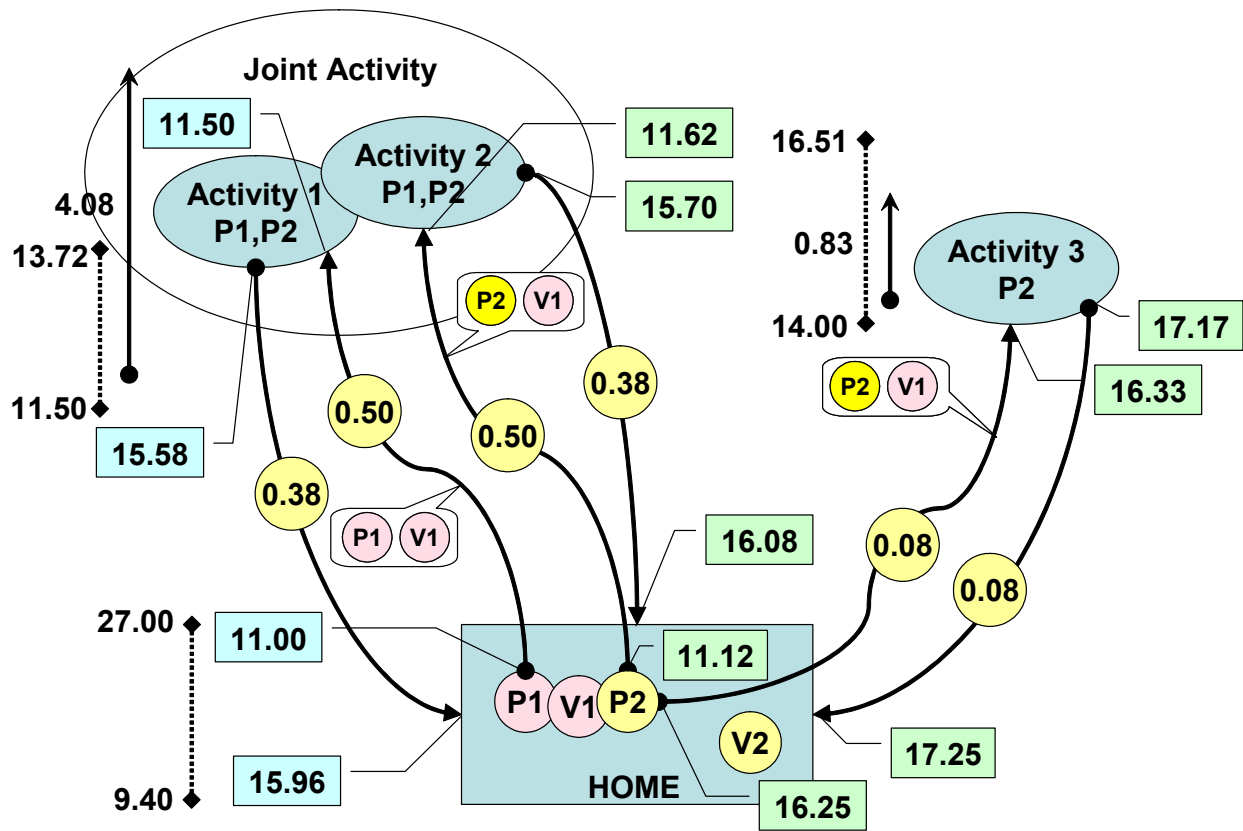 Joint Activity
11.50
11.62
Activity 2
P1,P2
Activity 1
P1,P2
15.70
4.08
13.72
11.50
15.58
P2 V1
0.50
0.50
0.38
0.38
P1 V1
16.51
0.83
14.00
Activity 3
P2
17.17
16.33
P2 V1
0.08
0.08
16.08
27.00
9.40
11.00
11.12
P1
V1
P2
V2
HOME
15.96
17.25
16.25